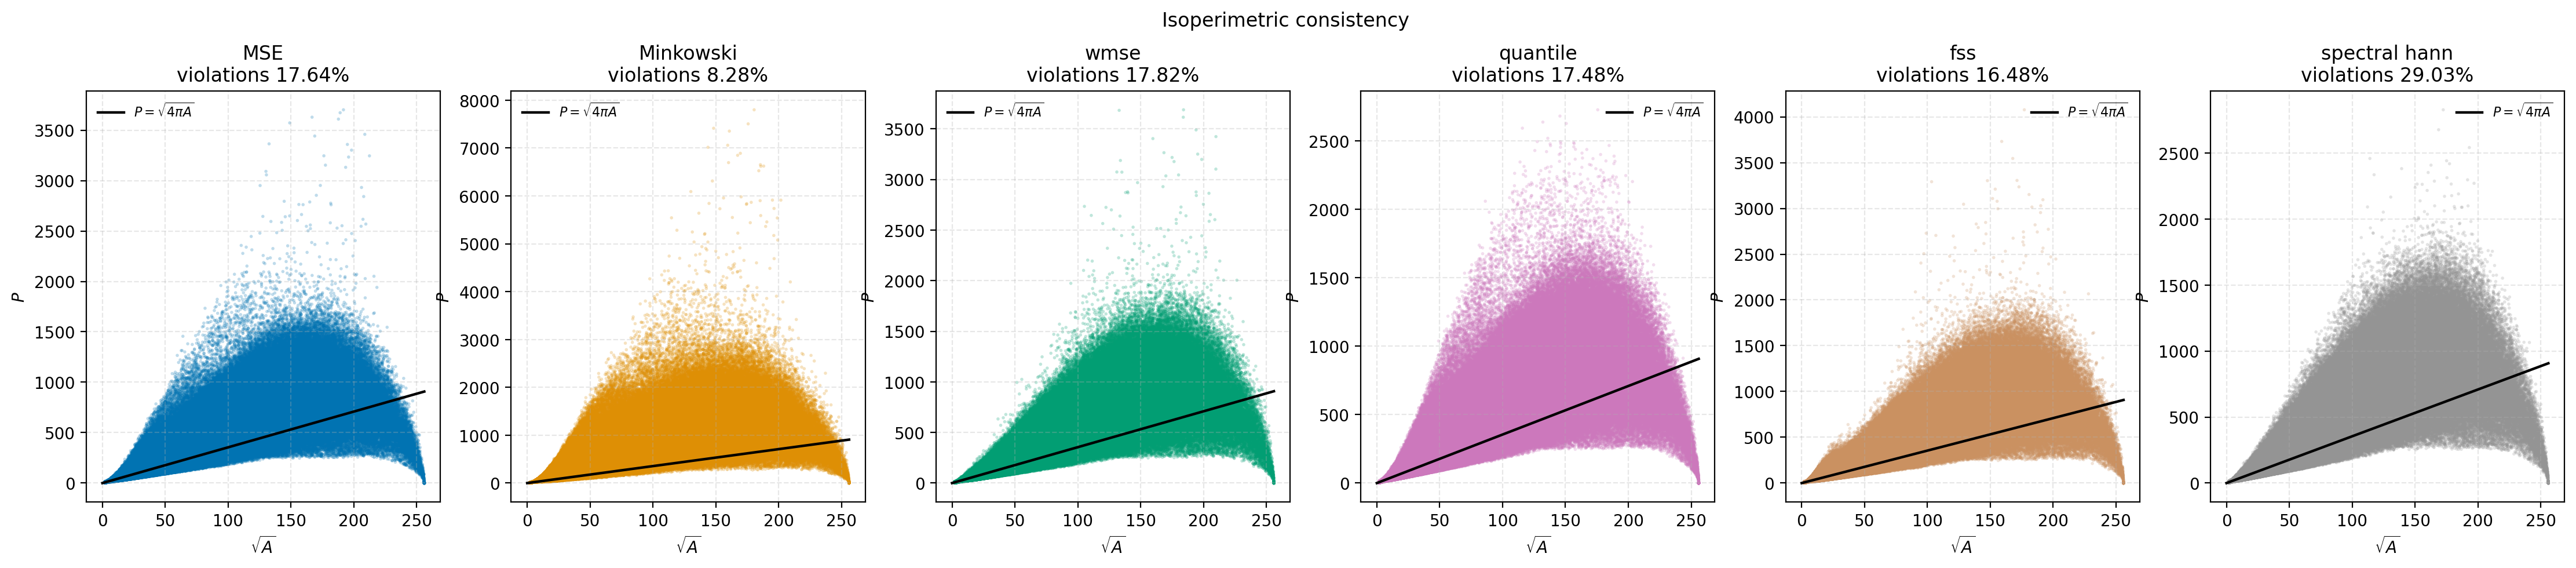 Isoperimetric consistency
MSE
violations 17.64%
P = √4πA
3500
3000
2500
2000
1500
1000
500
0
P
0 50 100 150 200 250
√A
Minkowski
violations 8.28%
P = √4πA
8000
7000
6000
5000
4000
3000
2000
1000
0
P
0 50 100 150 200 250
√A
wmse
violations 17.82%
P = √4πA
3500
3000
2500
2000
1500
1000
500
0
P
0 50 100 150 200 250
√A
quantile
violations 17.48%
P = √4πA
2500
2000
1500
1000
500
0
P
0 50 100 150 200 250
√A
fss
violations 16.48%
P = √4πA
4000
3500
3000
2500
2000
1500
1000
500
0
P
0 50 100 150 200 250
√A
spectral hann
violations 29.03%
P = √4πA
2500
2000
1500
1000
500
0
P
0 50 100 150 200 250
√A